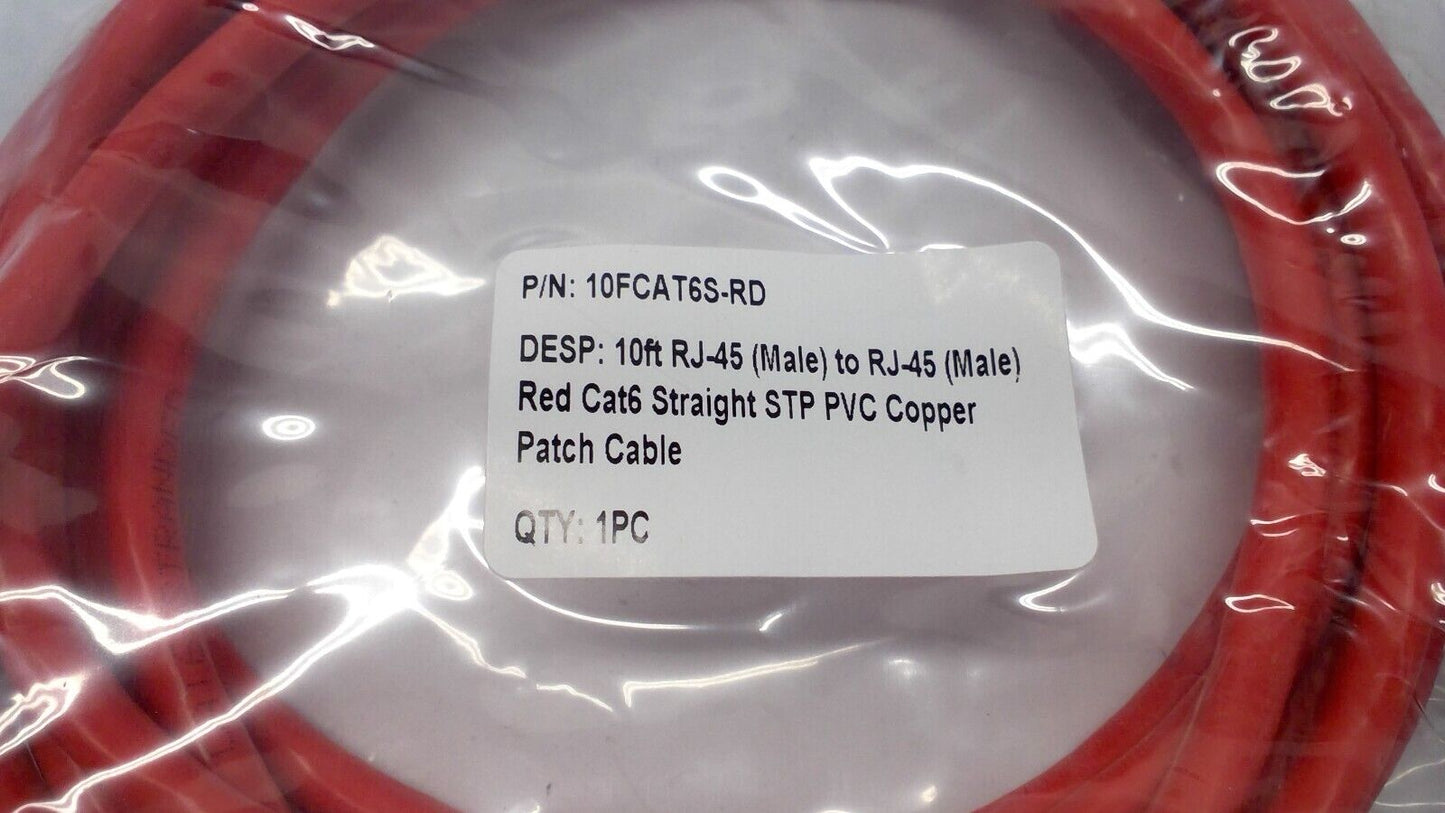 P/N: 10FCAT6S-RD
DESP: 10ft RJ-45 (Male) to RJ-45 (Male)
Red Cat6 Straight STP PVC Copper
Patch Cable
QTY: 1PC